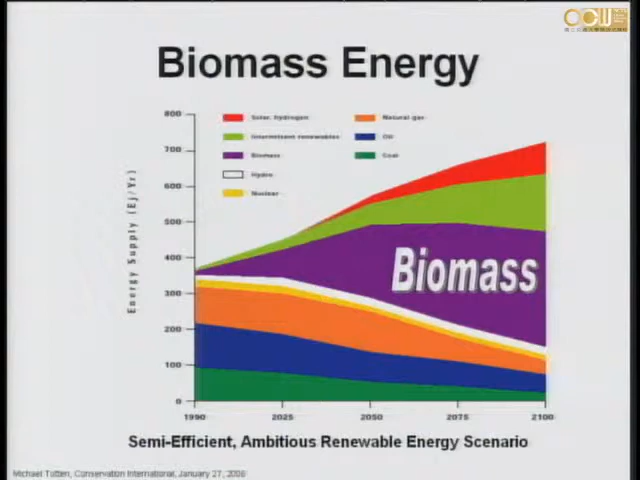 OCW
Biomass Energy
800
700
600
500
400
300
200
100
0
Energy Supply (Ej/Yr)
Solar, hydrogen
Intermittent renewables
Biomass
Hydro
Nuclear
Natural gas
Oil
Coal
Biomass
1990 2025 2050 2075 2100
Semi-Efficient, Ambitious Renewable Energy Scenario
Michael Totten, Conservation International, January 27, 2006